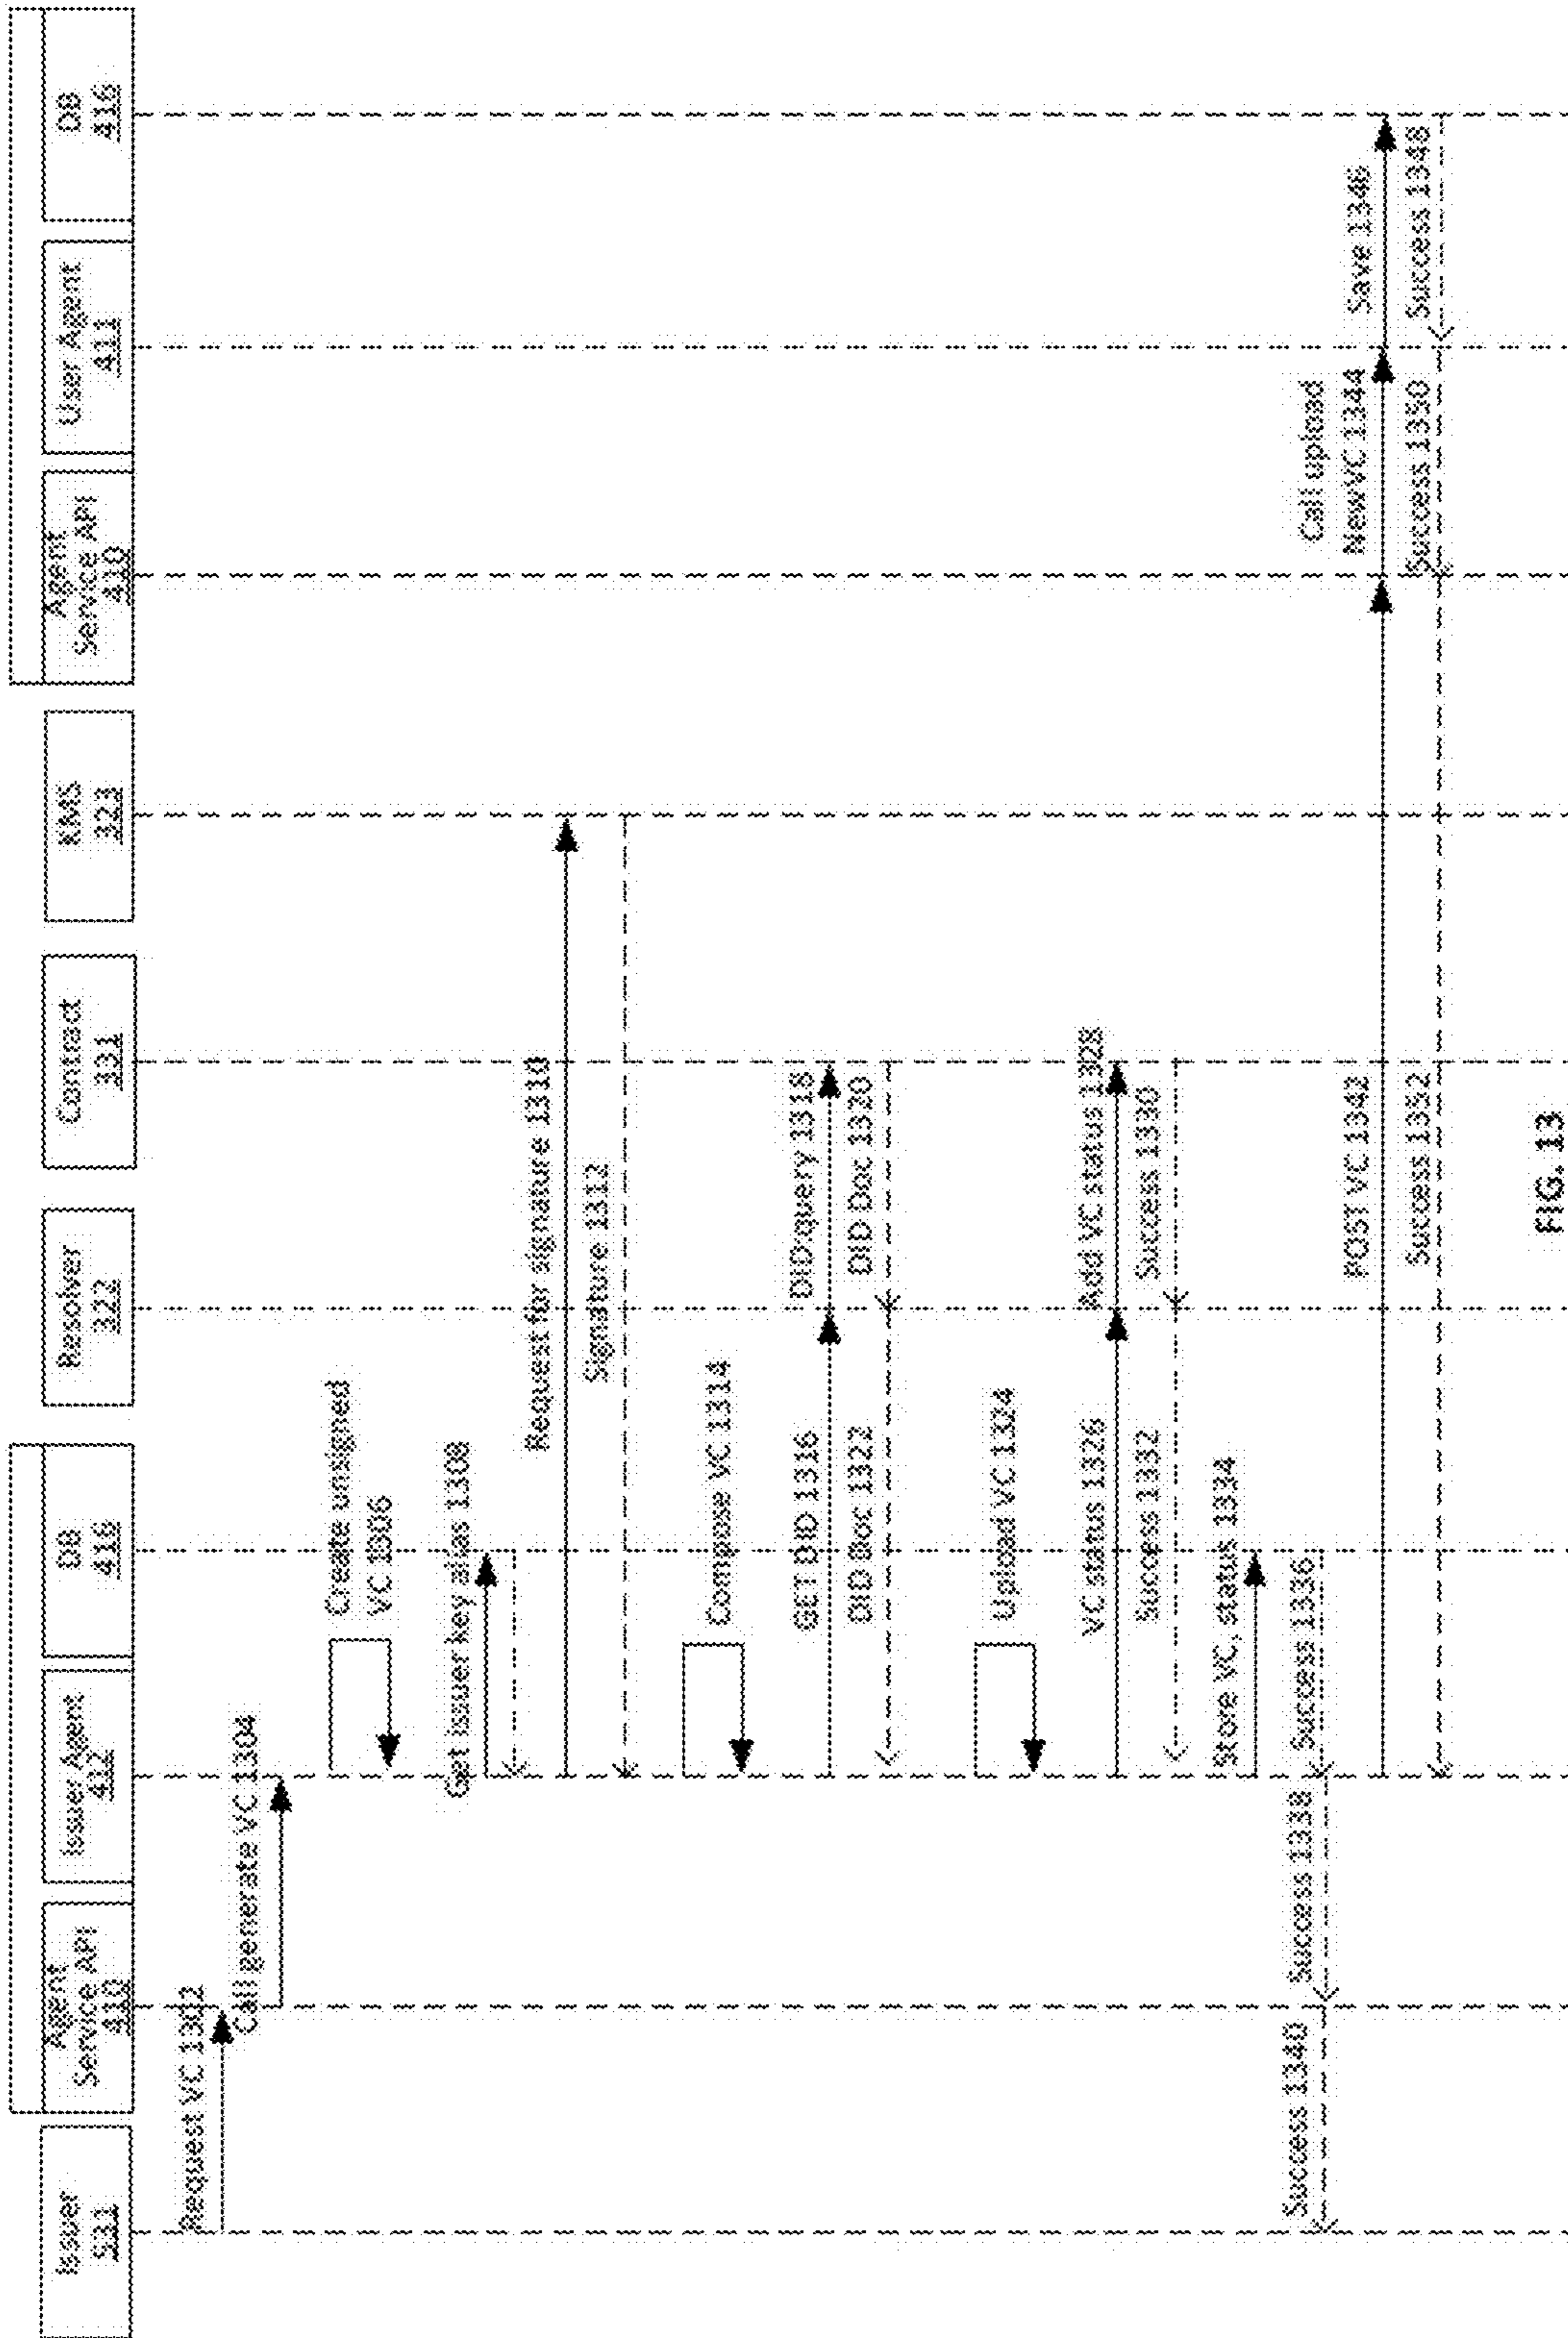 Issuer
531
Agent
Service API
410
Issuer Agent
412
DB
416
Resolver
322
Contract
331
KMS
323
Agent
Service API
410
User Agent
411
DB
416
Request VC 1302
Call generate VC 1304
Create unsigned
VC 1306
Get issuer key alias 1308
Request for signature 1310
Signature 1312
Compose VC 1314
GET DID 1316
DID query 1318
DID Doc 1322
DID Doc 1320
Upload VC 1324
VC status 1326
Add VC status 1328
Success 1332
Success 1330
Store VC, status 1334
Success 1340
Success 1338
Success 1336
POST VC 1342
Call upload
NewVC 1344
Save 1346
Success 1352
Success 1350
Success 1348
FIG. 13